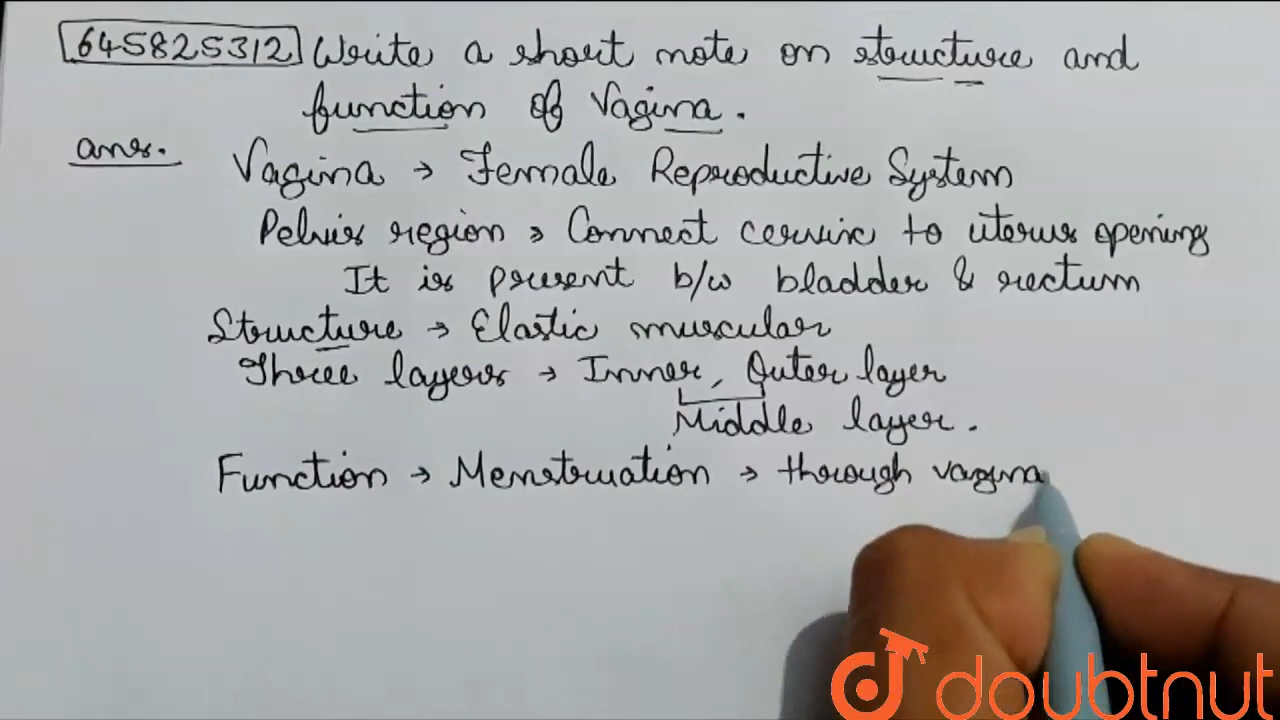 645825312 Write a short note on structure and
function of Vagina.
ans.
Vagina → Female Reproductive System
Pelvis region → Connect cervix to uterus opening
It is present b/w bladder & rectum
Structure → Elastic muscular
Three layers → Inner, Outer layer
Middle layer.
Function → Menstruation → through vagina
doubtnut